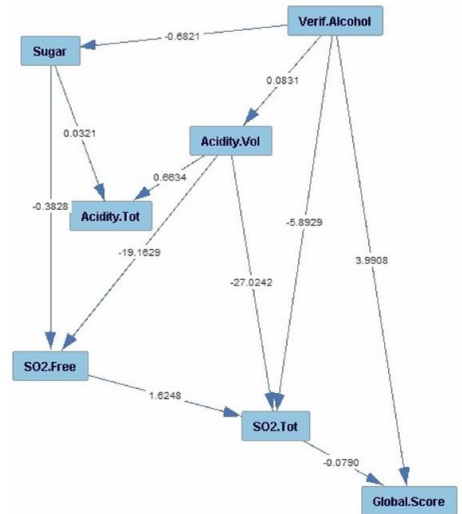 Verif.Alcohol
-0.6821
Sugar
0.0831
0.0321
Acidity.Vol
0.6634
-0.3828
Acidity.Tot
-5.8929
-19.1629
3.9908
-27.0242
SO2.Free
1.6248
SO2.Tot
-0.0790
Global.Score